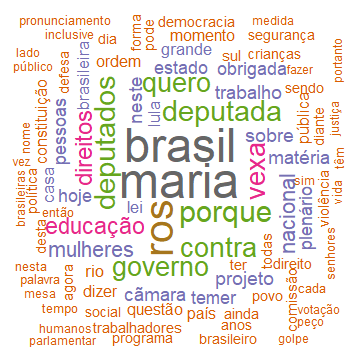 pronunciamento
democracia
medida
inclusive
dia
forma
pode
momento
segurança
lado
público
defesa
brasileira
ordem
grande
sul
crianças
fazer
portanto
estado
obrigada
sendo
constituição
pessoas
direitos
deputados
neste
lula
quero
trabalho
pública
diante
justiça
deputada
nome
brasil
vexa
sobre
matéria
brasileiras
vez
política
casa
maria
sim
violência
têm
vida
hoje
lei
ros
porque
nacional
plenário
então
desta
educação
contra
senhores
mulheres
governo
ter
todas
direito
nesta
agora
rio
câmara
projeto
comissão
cada
palavra
mesa
dizer
temer
povo
votação
tempo
social
questão
país
ainda
peço
humanos
trabalhadores
anos
parlamentar
programa
brasileiro
golpe